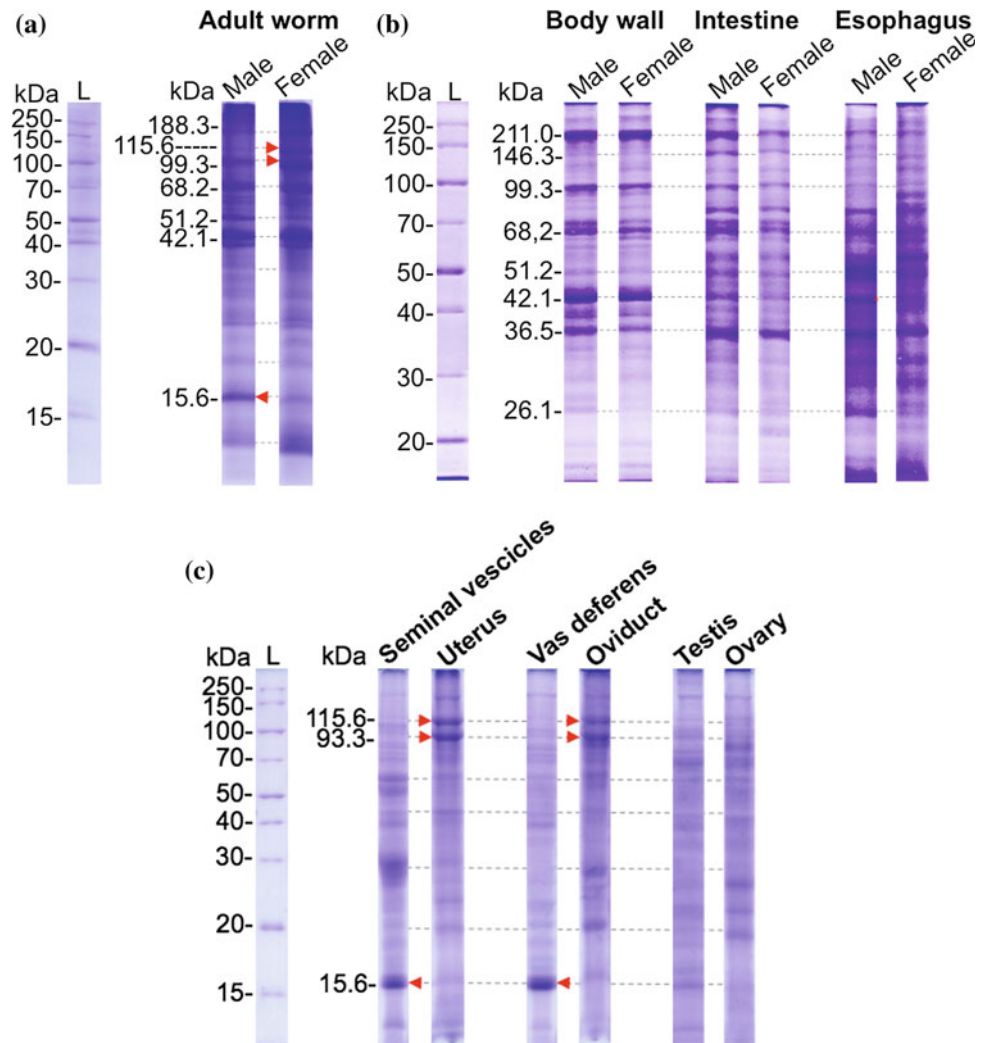 (a)
Adult worm
Male
Female
kDa
L
kDa
250-
150-
100-
70-
50-
40-
30-
20-
15-
188.3-
115.6-----
99.3-
68.2-
51.2-
42.1-
15.6-
(b)
Body wall
Intestine
Esophagus
Male
Female
Male
Female
Male
Female
kDa
L
kDa
250-
150-
100-
70-
50-
40-
30-
20-
211.0-
146.3-
99.3-
68,2-
51.2-
42.1-
36.5-
26.1-
(c)
Seminal vescicles
Uterus
Vas deferens
Oviduct
Testis
Ovary
kDa
L
kDa
250-
150-
100-
70-
50-
40-
30-
20-
15-
115.6-
93.3-
15.6-